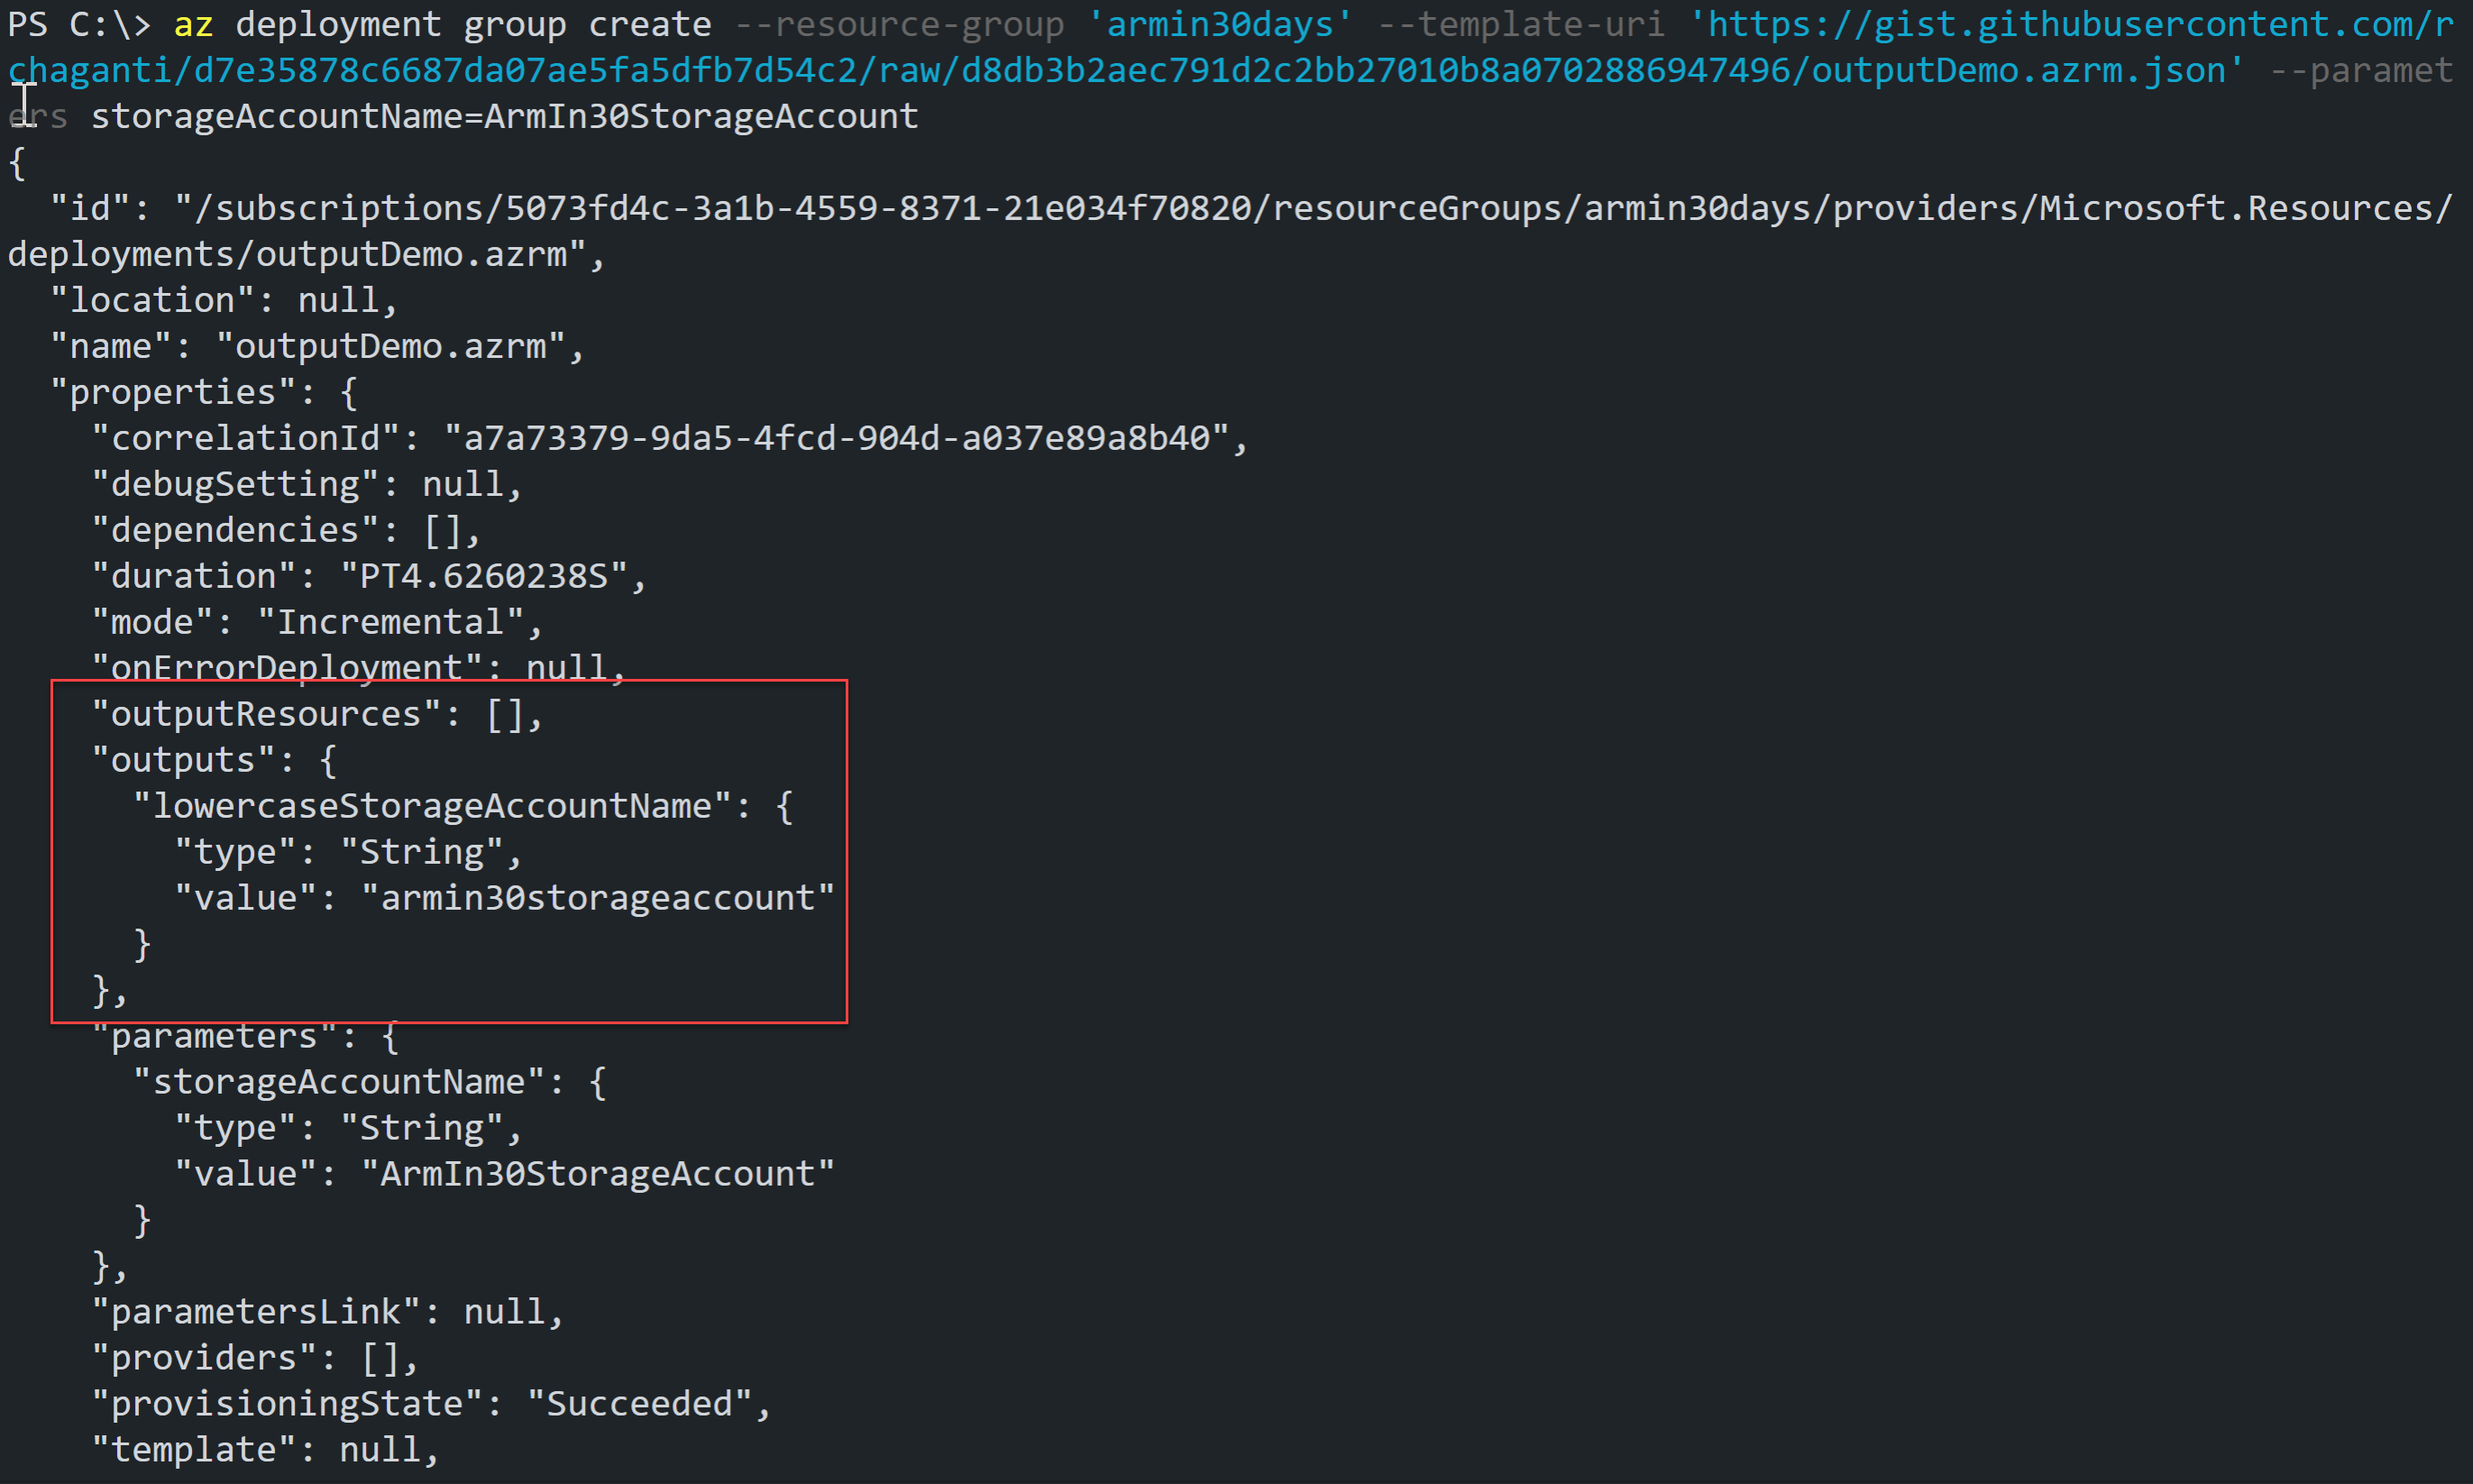 PS C:\> az deployment group create --resource-group 'armin30days' --template-uri 'https://gist.githubusercontent.com/r
chaganti/d7e35878c6687da07ae5fa5dfb7d54c2/raw/d8db3b2aec791d2c2bb27010b8a0702886947496/outputDemo.azrm.json' --paramet
ers storageAccountName=ArmIn30StorageAccount
{
  "id": "/subscriptions/5073fd4c-3a1b-4559-8371-21e034f70820/resourceGroups/armin30days/providers/Microsoft.Resources/
deployments/outputDemo.azrm",
  "location": null,
  "name": "outputDemo.azrm",
  "properties": {
    "correlationId": "a7a73379-9da5-4fcd-904d-a037e89a8b40",
    "debugSetting": null,
    "dependencies": [],
    "duration": "PT4.6260238S",
    "mode": "Incremental",
    "onErrorDeployment": null,
    "outputResources": [],
    "outputs": {
      "lowercaseStorageAccountName": {
        "type": "String",
        "value": "armin30storageaccount"
      }
    },
    "parameters": {
      "storageAccountName": {
        "type": "String",
        "value": "ArmIn30StorageAccount"
      }
    },
    "parametersLink": null,
    "providers": [],
    "provisioningState": "Succeeded",
    "template": null,